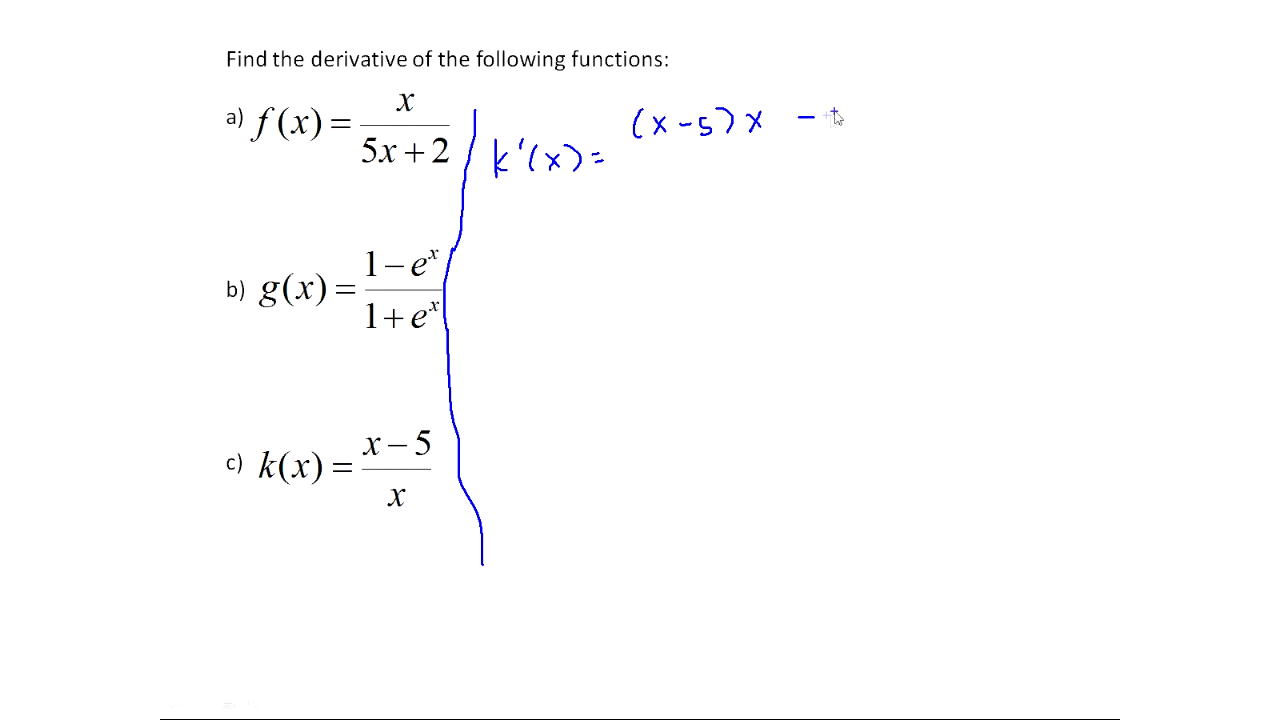 Find the derivative of the following functions:
a) f(x) = x / (5x + 2)
k'(x) = (x - 5) x -
b) g(x) = (1 - e^x) / (1 + e^x)
c) k(x) = (x - 5) / x